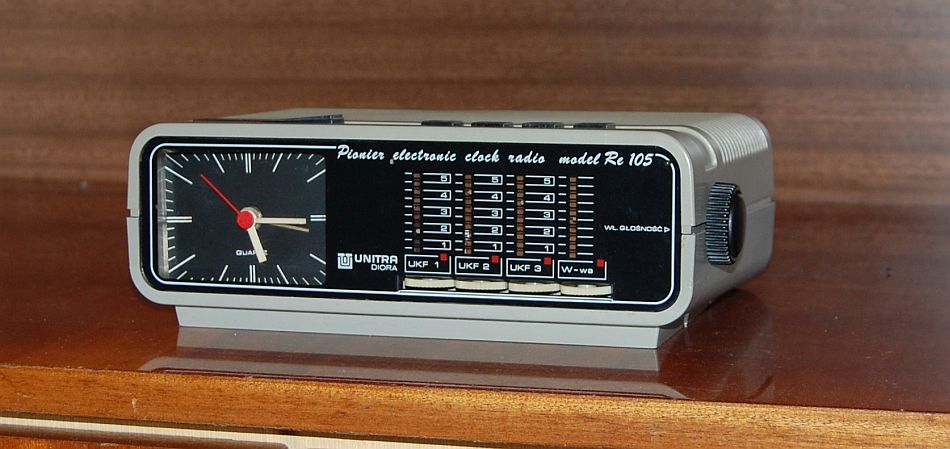 Pionier electronic clock radio model Re 105
5 5 5
4 4 4
3 3 3
2 2 2
1 1 1
WŁ. GŁOŚNOŚĆ
QUARTZ
UNITRA
DIORA
UKF 1 UKF 2 UKF 3 W-wa